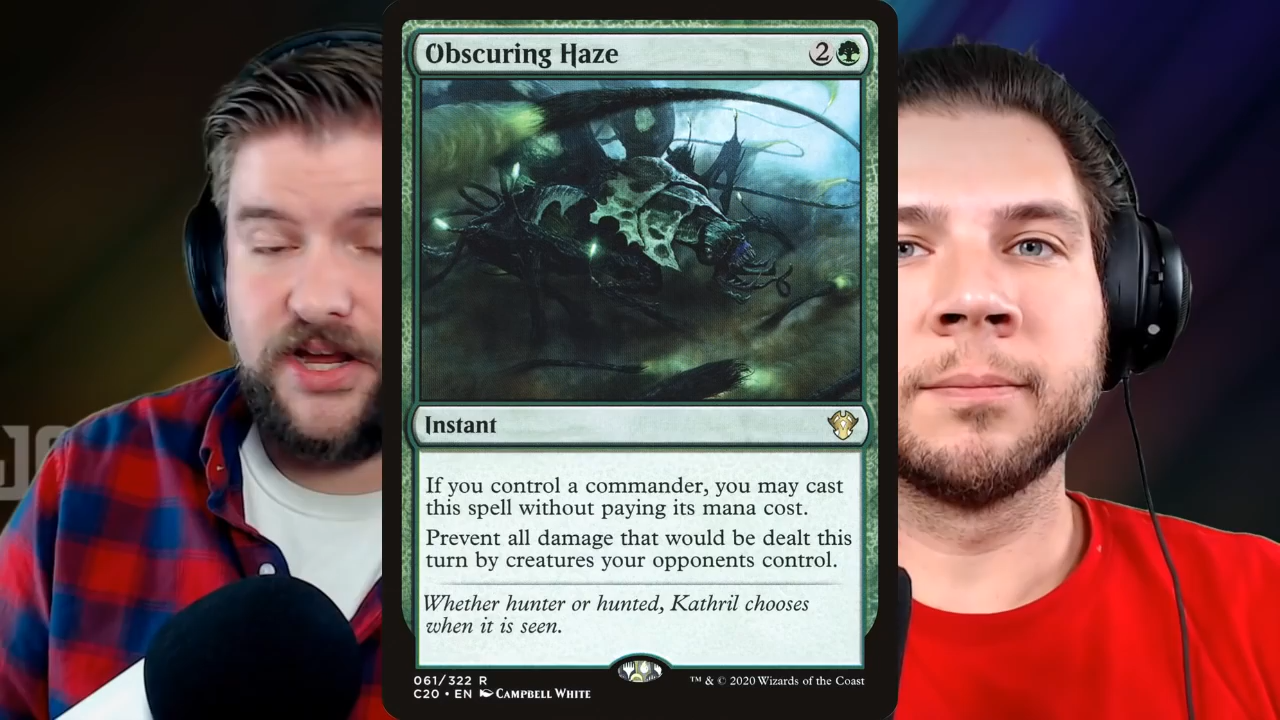 Obscuring Haze 2
Instant
If you control a commander, you may cast
this spell without paying its mana cost.
Prevent all damage that would be dealt this
turn by creatures your opponents control.
Whether hunter or hunted, Kathril chooses
when it is seen.
061/322 R
C20 • EN Campbell White
™ & © 2020 Wizards of the Coast